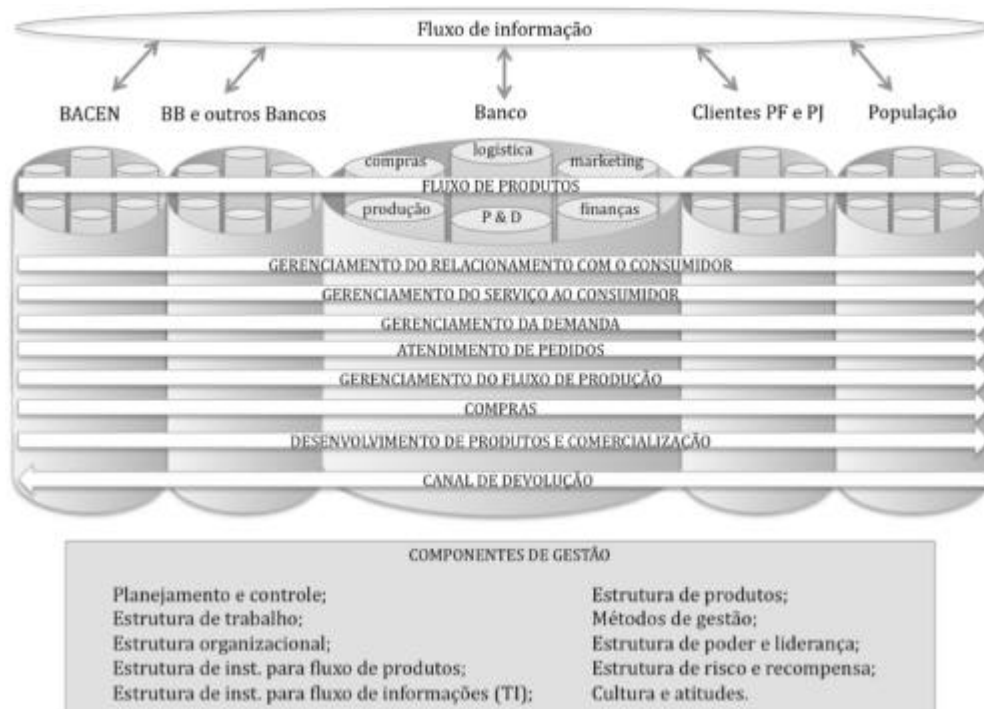 Fluxo de informação
BACEN BB e outros Bancos Banco Clientes PF e PJ População
compras logística marketing
FLUXO DE PRODUTOS
produção P & D finanças
GERENCIAMENTO DO RELACIONAMENTO COM O CONSUMIDOR
GERENCIAMENTO DO SERVIÇO AO CONSUMIDOR
GERENCIAMENTO DA DEMANDA
ATENDIMENTO DE PEDIDOS
GERENCIAMENTO DO FLUXO DE PRODUÇÃO
COMPRAS
DESENVOLVIMENTO DE PRODUTOS E COMERCIALIZAÇÃO
CANAL DE DEVOLUÇÃO
COMPONENTES DE GESTÃO
Planejamento e controle;
Estrutura de trabalho;
Estrutura organizacional;
Estrutura de inst. para fluxo de produtos;
Estrutura de inst. para fluxo de informações (TI);
Estrutura de produtos;
Métodos de gestão;
Estrutura de poder e liderança;
Estrutura de risco e recompensa;
Cultura e atitudes.